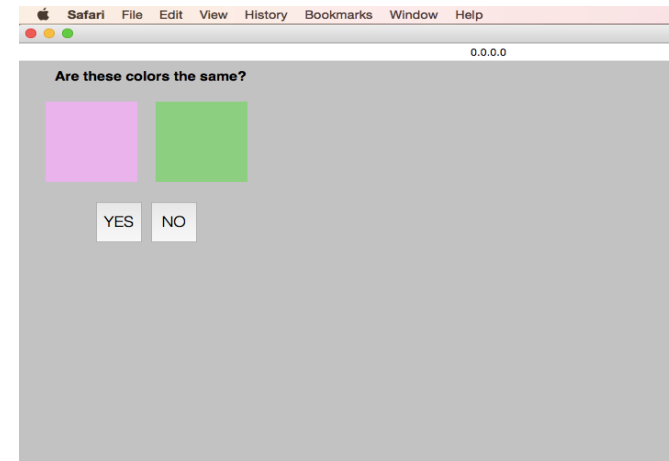 Safari File Edit View History Bookmarks Window Help
0.0.0.0
Are these colors the same?
YES NO